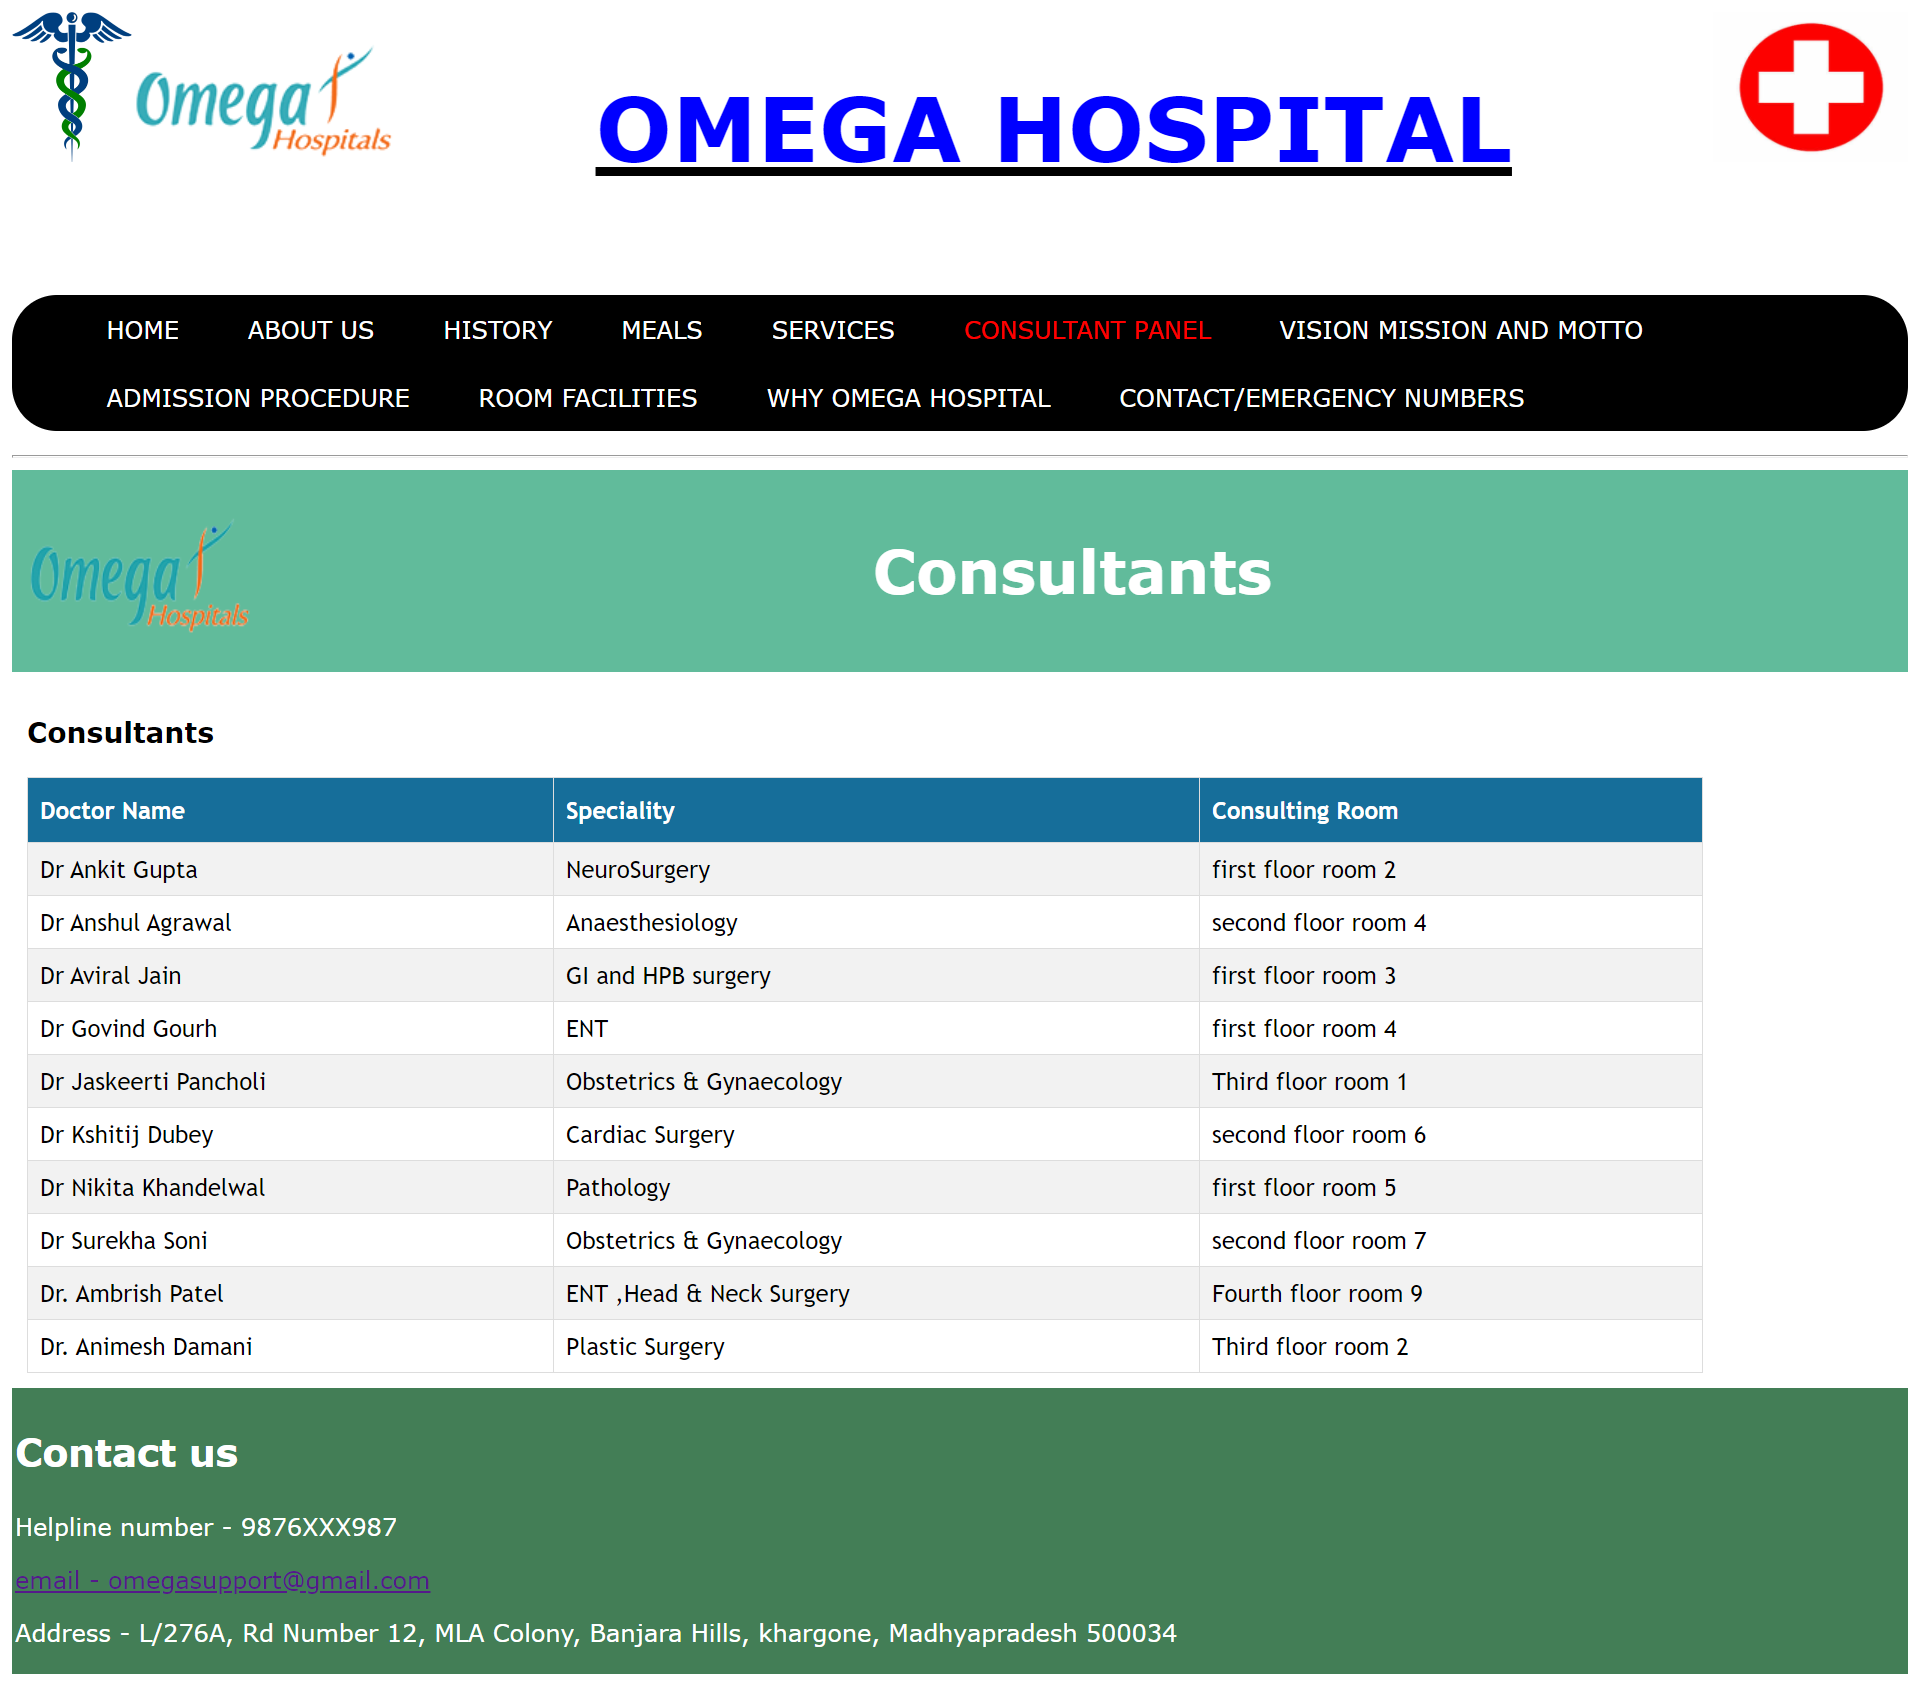 Omega
Hospitals
OMEGA HOSPITAL
HOME ABOUT US HISTORY MEALS SERVICES CONSULTANT PANEL VISION MISSION AND MOTTO
ADMISSION PROCEDURE ROOM FACILITIES WHY OMEGA HOSPITAL CONTACT/EMERGENCY NUMBERS
Omega
Hospitals
Consultants
Consultants
Doctor Name Speciality Consulting Room
Dr Ankit Gupta NeuroSurgery first floor room 2
Dr Anshul Agrawal Anaesthesiology second floor room 4
Dr Aviral Jain GI and HPB surgery first floor room 3
Dr Govind Gourh ENT first floor room 4
Dr Jaskeerti Pancholi Obstetrics & Gynaecology Third floor room 1
Dr Kshitij Dubey Cardiac Surgery second floor room 6
Dr Nikita Khandelwal Pathology first floor room 5
Dr Surekha Soni Obstetrics & Gynaecology second floor room 7
Dr. Ambrish Patel ENT ,Head & Neck Surgery Fourth floor room 9
Dr. Animesh Damani Plastic Surgery Third floor room 2
Contact us
Helpline number - 9876XXX987
email - omegasupport@gmail.com
Address - L/276A, Rd Number 12, MLA Colony, Banjara Hills, khargone, Madhyapradesh 500034